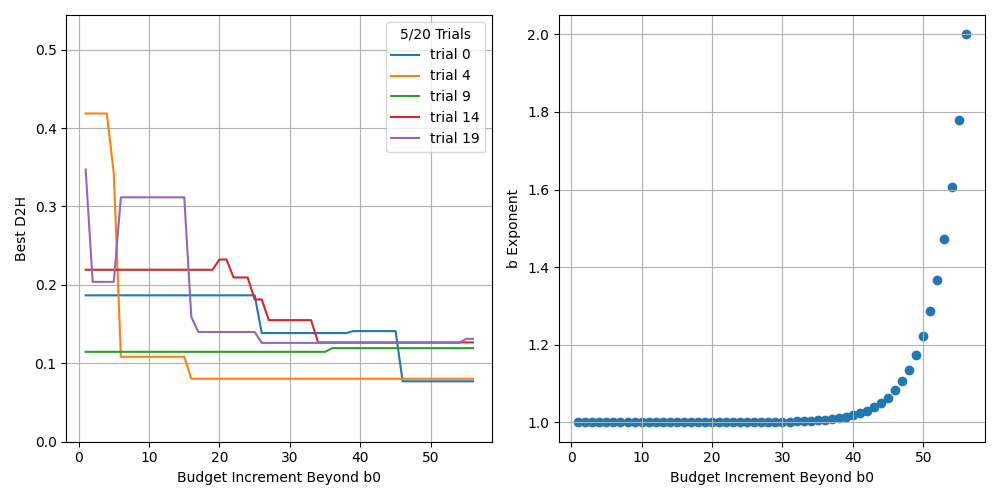 5/20 Trials
trial 0
trial 4
trial 9
trial 14
trial 19
Best D2H
0.5
0.4
0.3
0.2
0.1
0.0
0 10 20 30 40 50
Budget Increment Beyond b0
b Exponent
2.0
1.8
1.6
1.4
1.2
1.0
0 10 20 30 40 50
Budget Increment Beyond b0